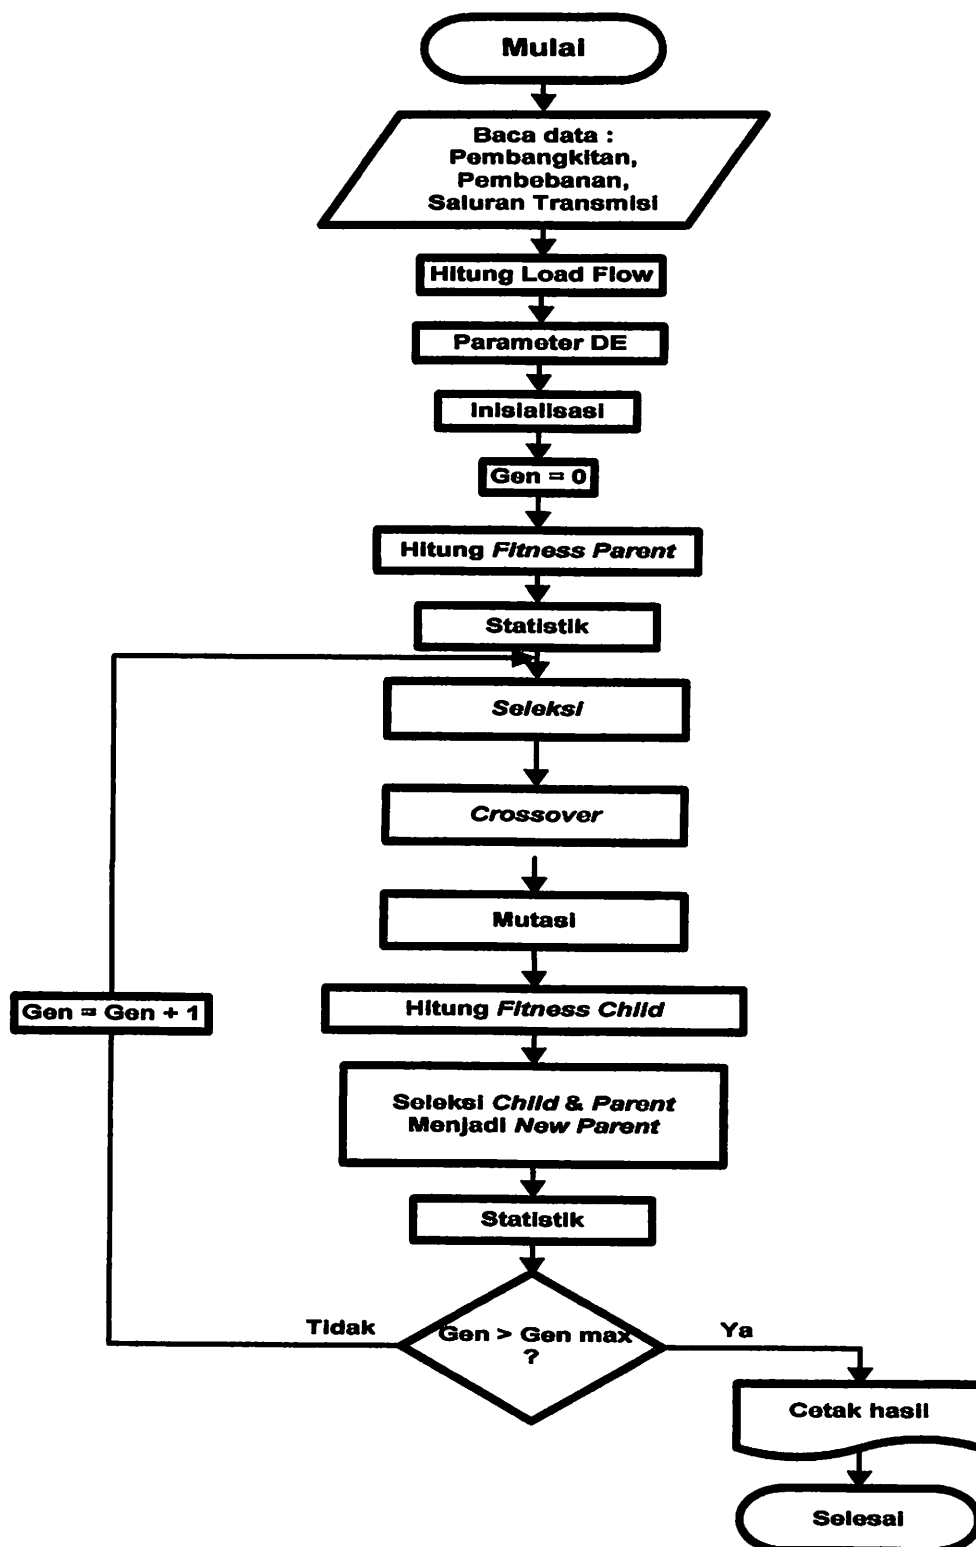 Mulai
Baca data :
Pembangkitan,
Pembebanan,
Saluran Transmisi
Hitung Load Flow
Parameter DE
Inisialisasi
Gen = 0
Hitung Fitness Parent
Statistik
Seleksi
Crossover
Mutasi
Gen = Gen + 1
Hitung Fitness Child
Seleksi Child & Parent
Menjadi New Parent
Statistik
Tidak
Gen > Gen max
?
Ya
Cetak hasil
Selesai